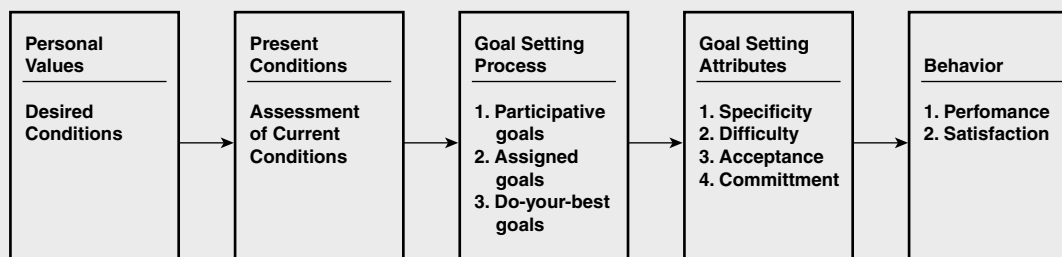 Personal
Values
Desired
Conditions
Present
Conditions
Assessment
of Current
Conditions
Goal Setting
Process
1. Participative
goals
2. Assigned
goals
3. Do-your-best
goals
Goal Setting
Attributes
1. Specificity
2. Difficulty
3. Acceptance
4. Committment
Behavior
1. Perfomance
2. Satisfaction